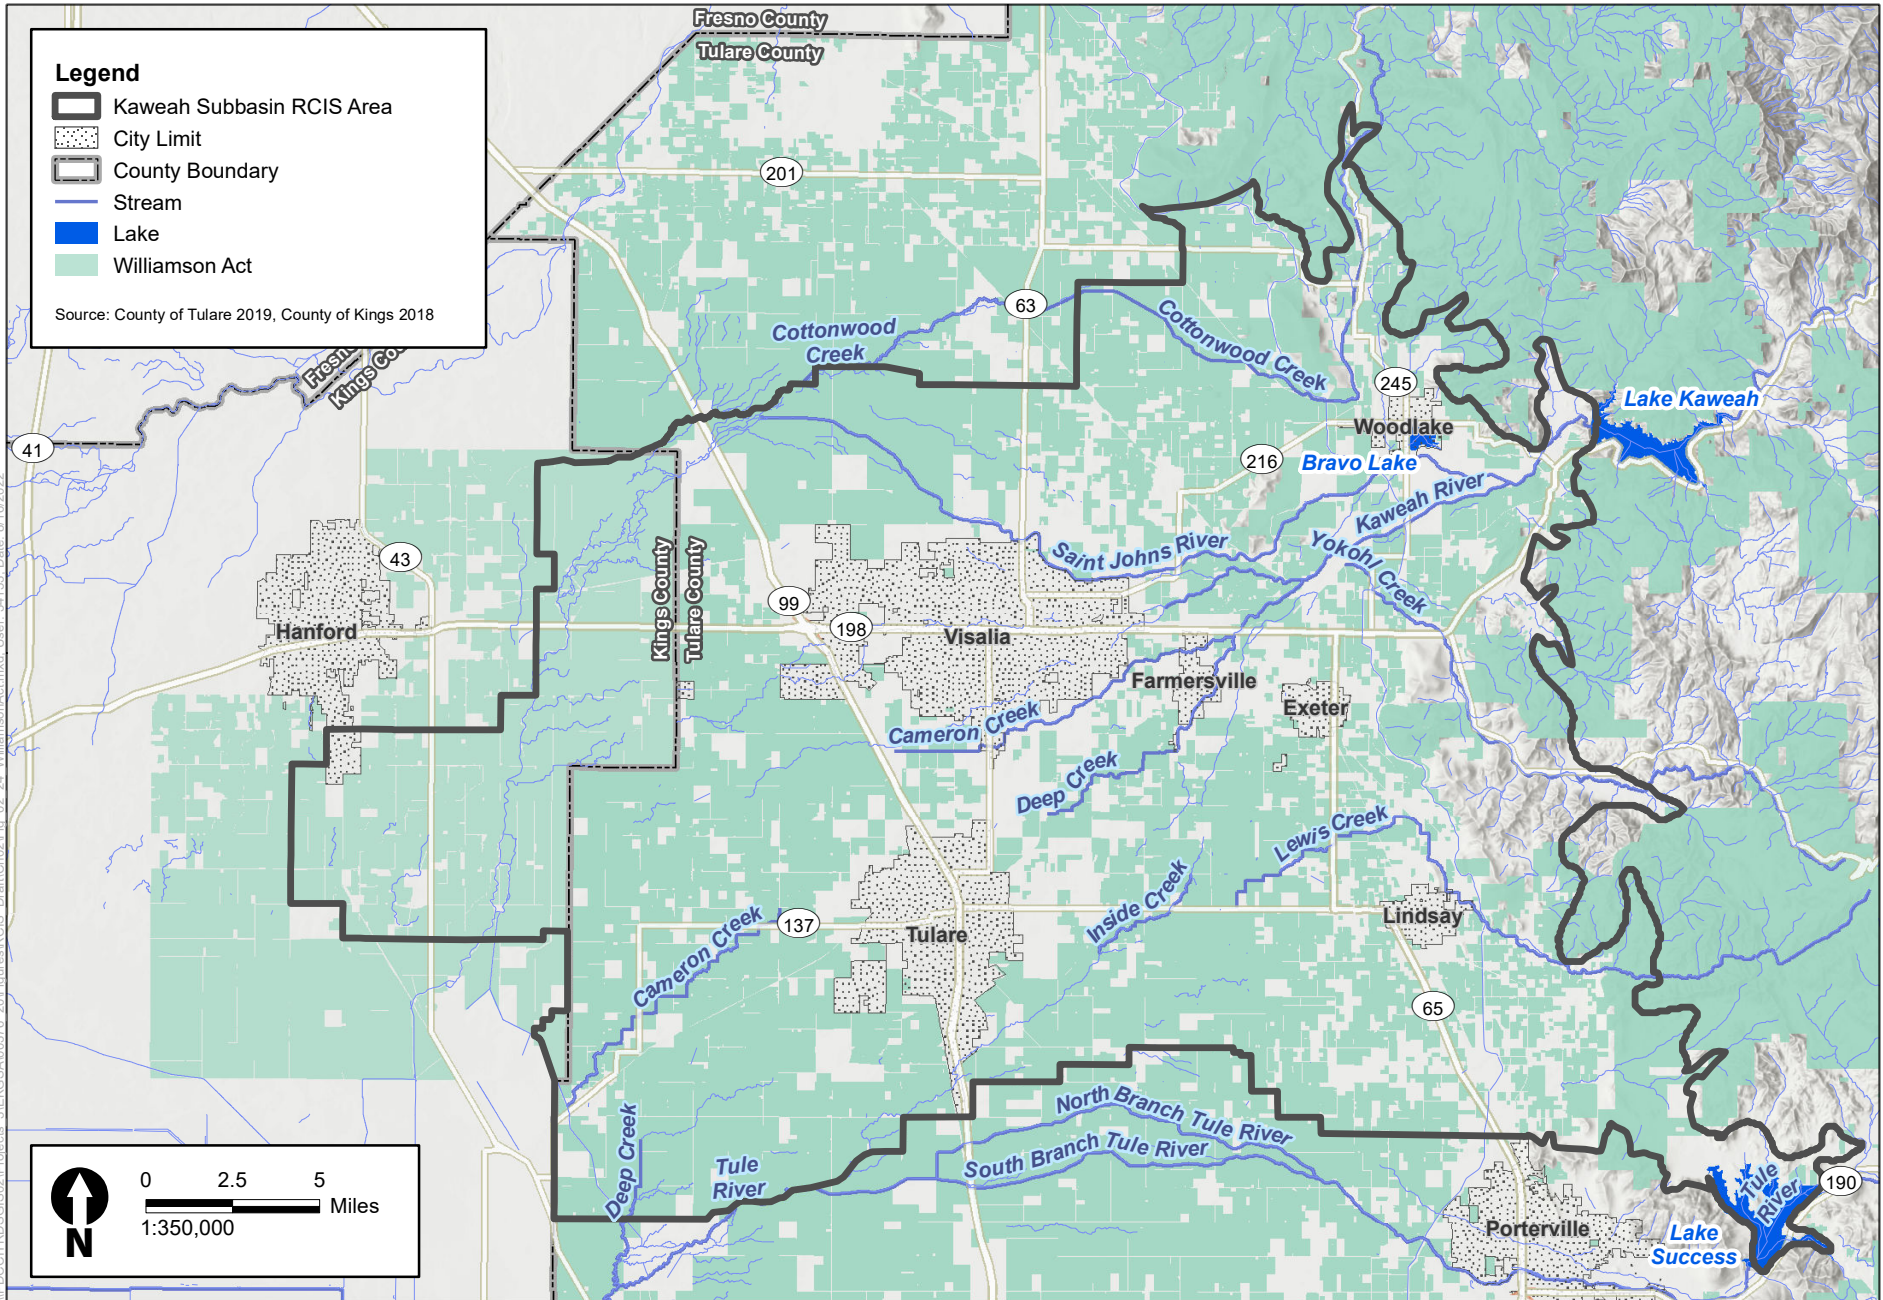 Fresno County
Tulare County
Legend
Kaweah Subbasin RCIS Area
City Limit
County Boundary
Stream
Lake
Williamson Act
Source: County of Tulare 2019, County of Kings 2018
201
63
Cottonwood
Creek
Cottonwood Creek
Fresno
Kings Cou
245
Lake Kaweah
Woodlake
41
216
Bravo Lake
Kaweah River
43
Saint Johns River
Yokohl Creek
Kings County
Tulare County
99
198
Hanford
Visalia
Farmersville
Exeter
Cameron Creek
Deep Creek
Lewis Creek
Inside Creek
Cameron Creek
137
Tulare
Lindsay
65
North Branch Tule River
South Branch Tule River
Deep Creek
Tule
River
Tule
River
190
Porterville
Lake
Success
N
0 2.5 5
Miles
1:350,000